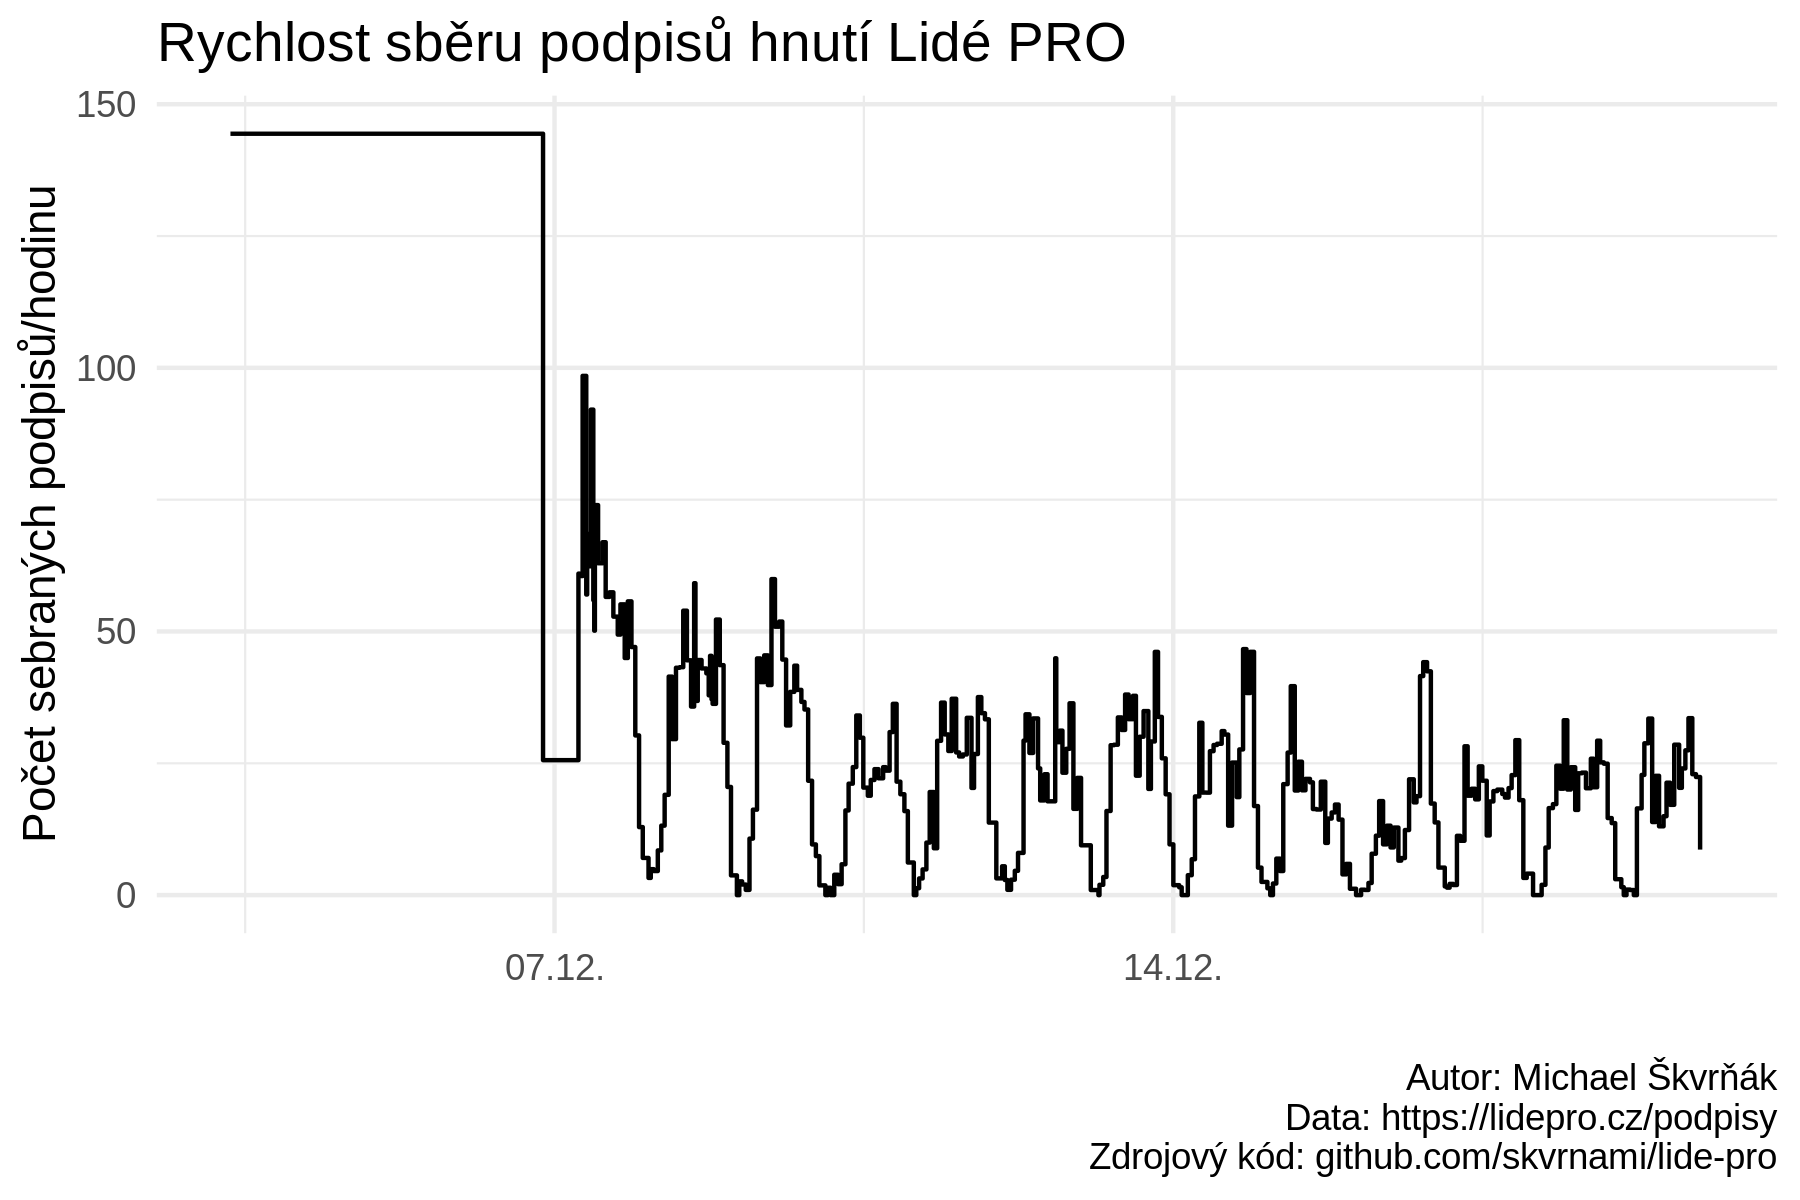 Rychlost sběru podpisů hnutí Lidé PRO
Počet sebraných podpisů/hodinu
150
100
50
0
07.12.
14.12.
Autor: Michael Škvrňák
Data: https://lidepro.cz/podpisy
Zdrojový kód: github.com/skvrnami/lide-pro